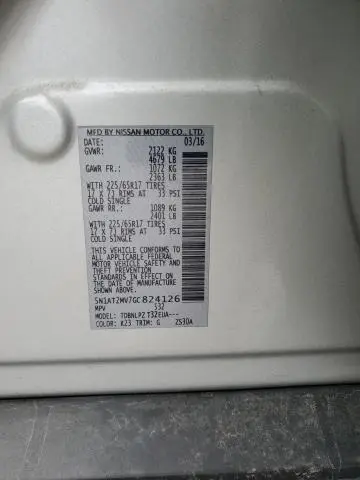 MFD BY NISSAN MOTOR CO., LTD.
DATE: 03/16
GVWR: 2122 KG
4679 LB
GAWR FR: 1072 KG
2363 LB
WITH 225/65R17 TIRES
17 X 7J RIMS AT 33 PSI
COLD SINGLE
GAWR RR: 1089 KG
2401 LB
WITH 225/65R17 TIRES
17 X 7J RIMS AT 33 PSI
COLD SINGLE
THIS VEHICLE CONFORMS TO ALL
APPLICABLE FEDERAL MOTOR
VEHICLE SAFETY AND THEFT
PREVENTION STANDARDS IN EFFECT
ON THE DATE OF MANUFACTURE
SHOWN ABOVE.
5N1AT2MV7GC824126
MPV 532
MODEL: TDBNLPZ T32EUA---
COLOR: K23 TRIM: G 2530A